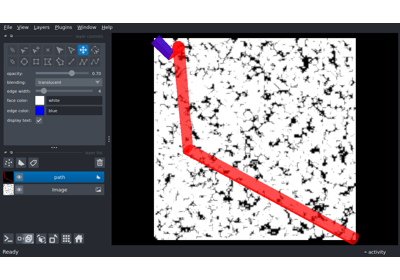 File View Layers Plugins Window Help
opacity: 0.70
blending: translucent
edge width:
face color: white
edge color: blue
display text:
path
Image
Ready
activity